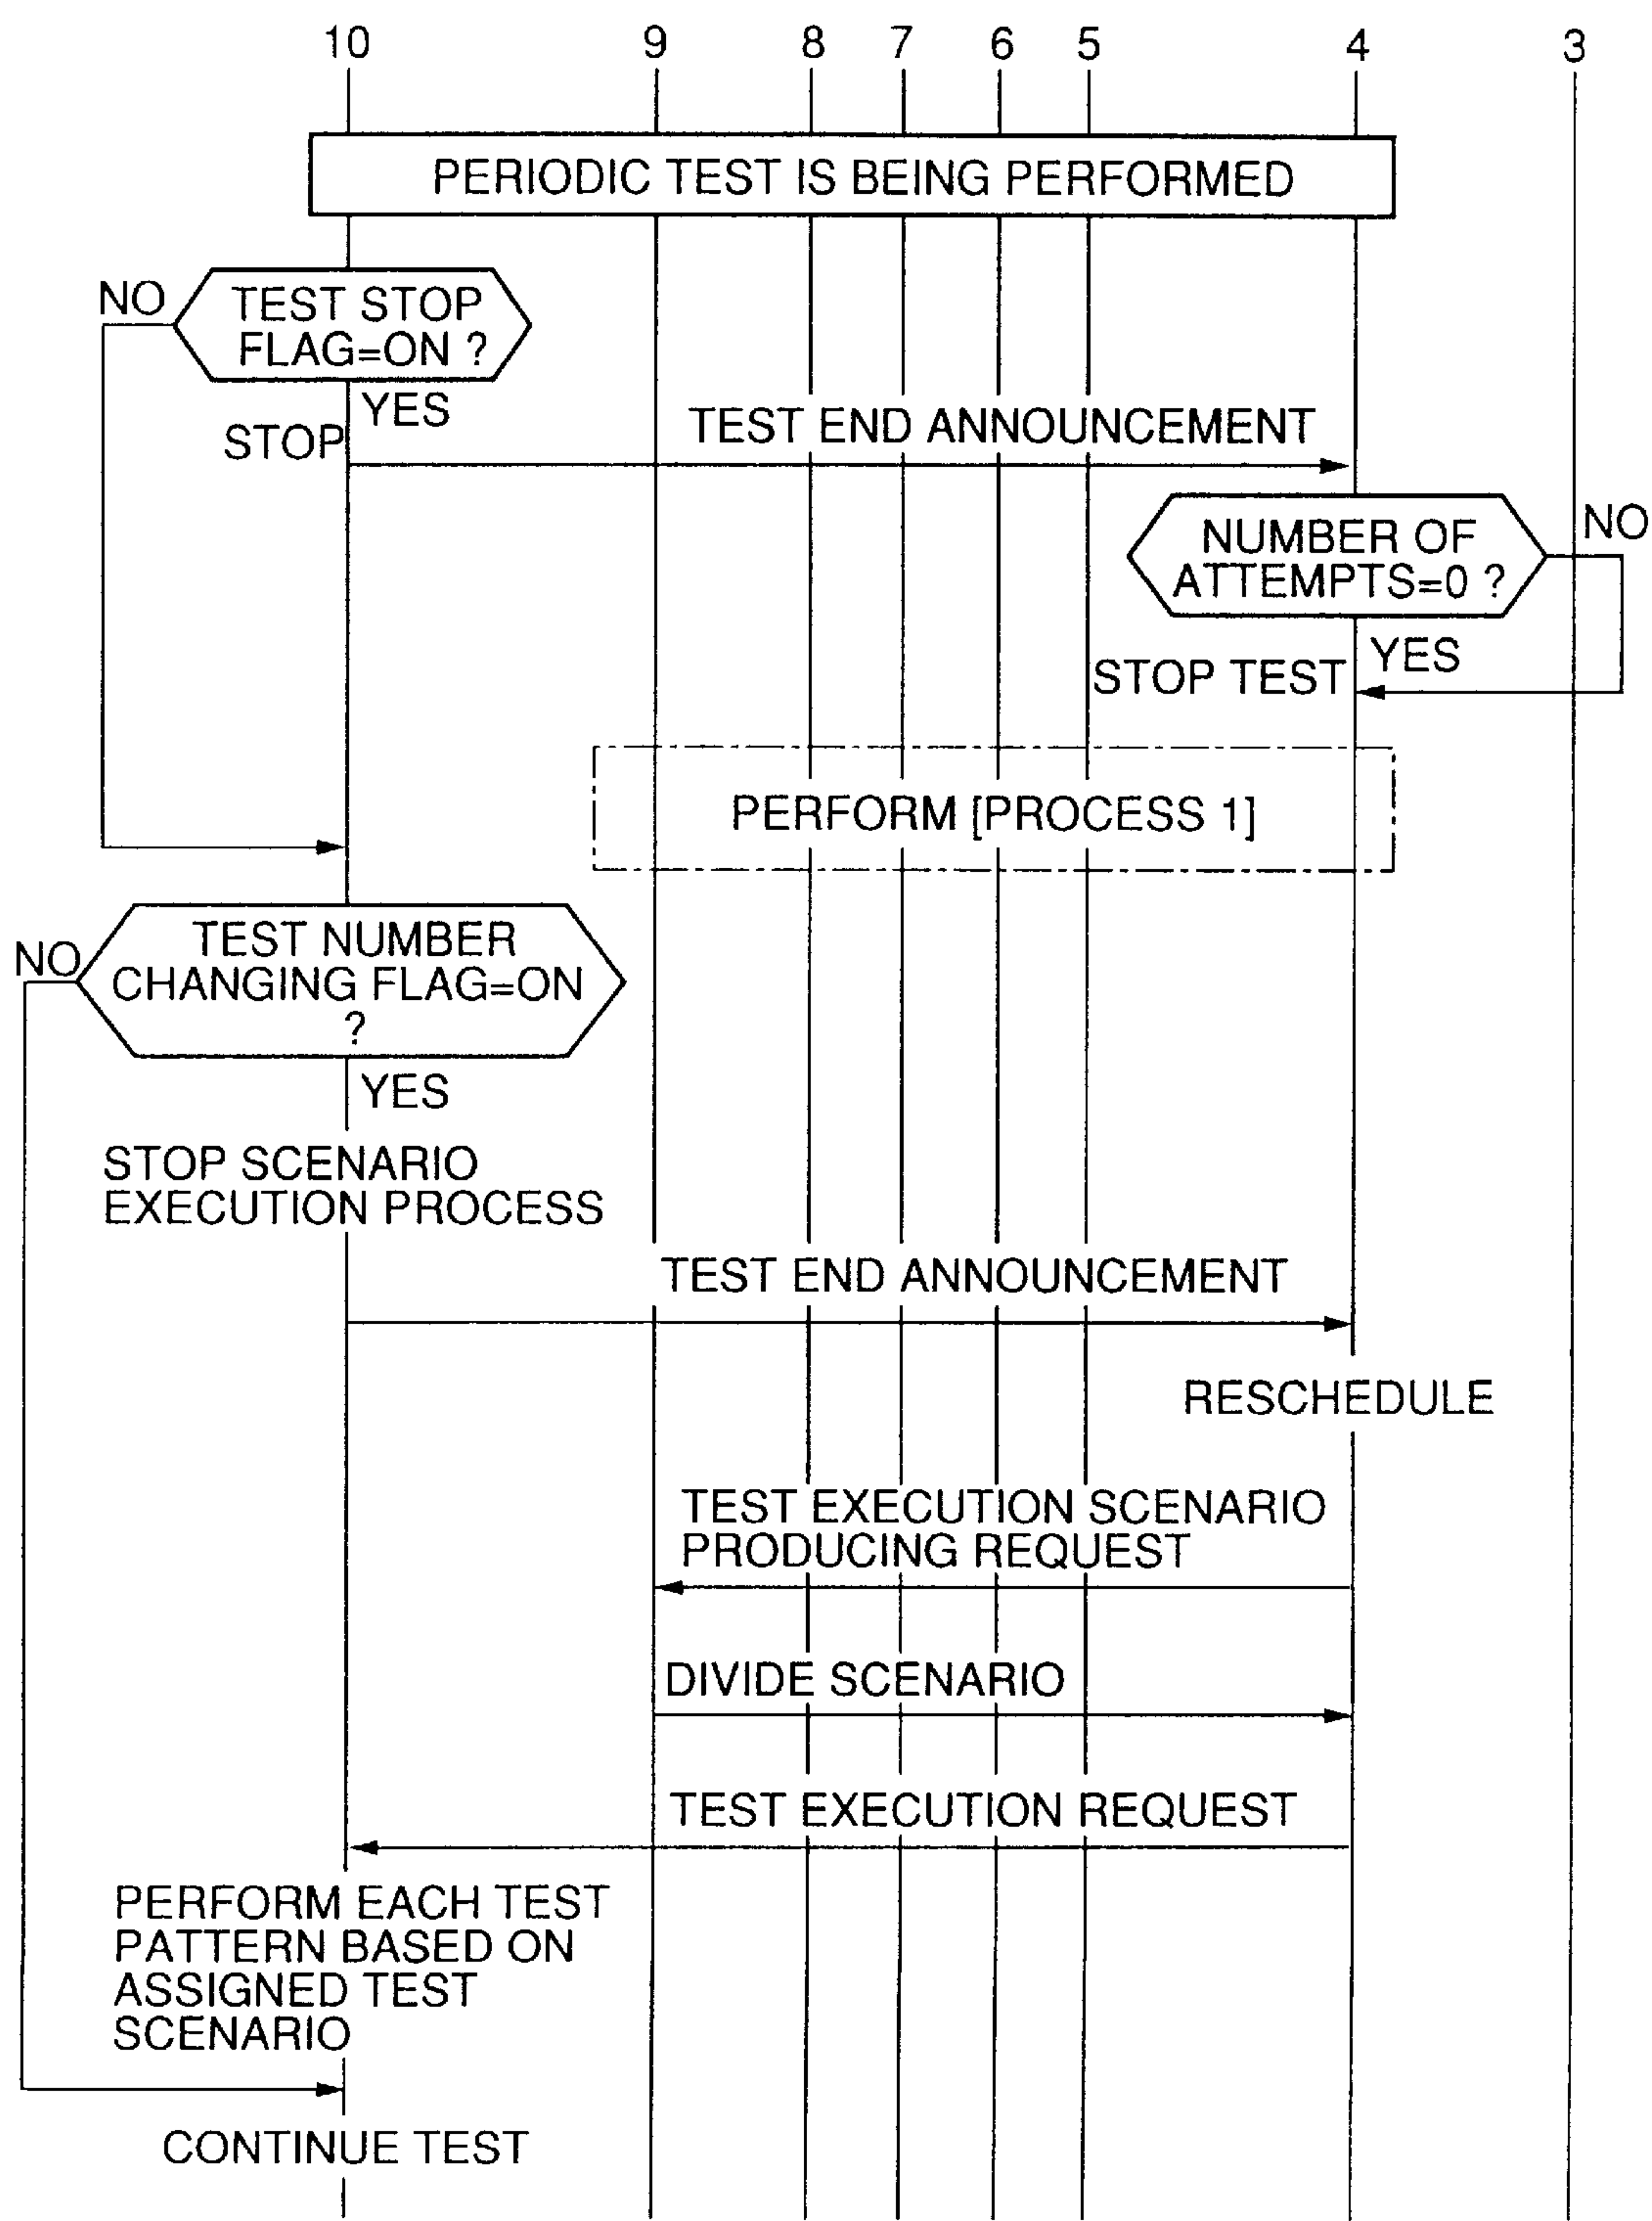 10 9 8 7 6 5 4 3
PERIODIC TEST IS BEING PERFORMED
NO
TEST STOP
FLAG=ON ?
YES
STOP
TEST END ANNOUNCEMENT
NUMBER OF
ATTEMPTS=0 ?
NO
YES
STOP TEST
PERFORM [PROCESS 1]
NO
TEST NUMBER
CHANGING FLAG=ON
?
YES
STOP SCENARIO
EXECUTION PROCESS
TEST END ANNOUNCEMENT
RESCHEDULE
TEST EXECUTION SCENARIO
PRODUCING REQUEST
DIVIDE SCENARIO
TEST EXECUTION REQUEST
PERFORM EACH TEST
PATTERN BASED ON
ASSIGNED TEST
SCENARIO
CONTINUE TEST